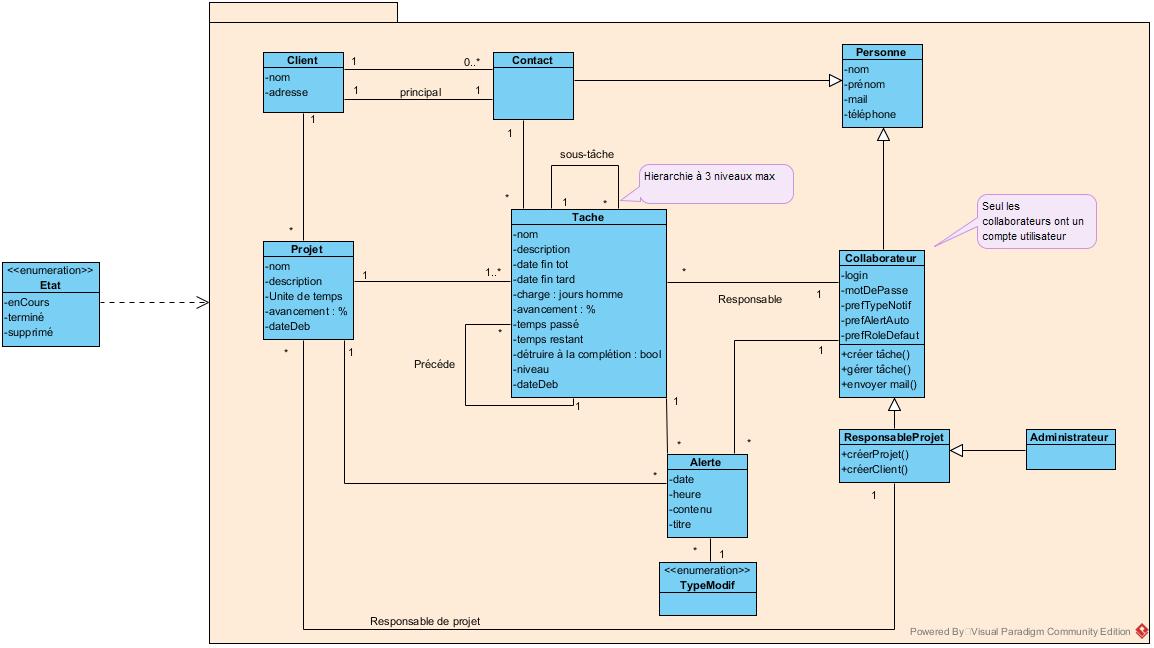 Client
-nom
-adresse
1
0..*
1
principal
1
1
Contact
1
*
Personne
-nom
-prénom
-mail
-téléphone
sous-tâche
1
*
Hierarchie à 3 niveaux max
Seul les
collaborateurs ont un
compte utilisateur
*
Projet
-nom
-description
-Unite de temps
-avancement : %
-dateDeb
1
1..*
*
1
<<enumeration>>
Etat
-enCours
-terminé
-supprimé
Tache
-nom
-description
-date fin tot
-date fin tard
-charge : jours homme
-avancement : %
-temps passé
-temps restant
-détruire à la complétion : bool
-niveau
-dateDeb
*
Précéde
1
*
Responsable
1
Collaborateur
-login
-motDePasse
-prefTypeNotif
-prefAlertAuto
-prefRoleDefaut
+créer tâche()
+gérer tâche()
+envoyer mail()
1
*
1
*
*
Alerte
-date
-heure
-contenu
-titre
*
1
<<enumeration>>
TypeModif
ResponsableProjet
+créerProjet()
+créerClient()
1
Administrateur
Responsable de projet
Powered By Visual Paradigm Community Edition